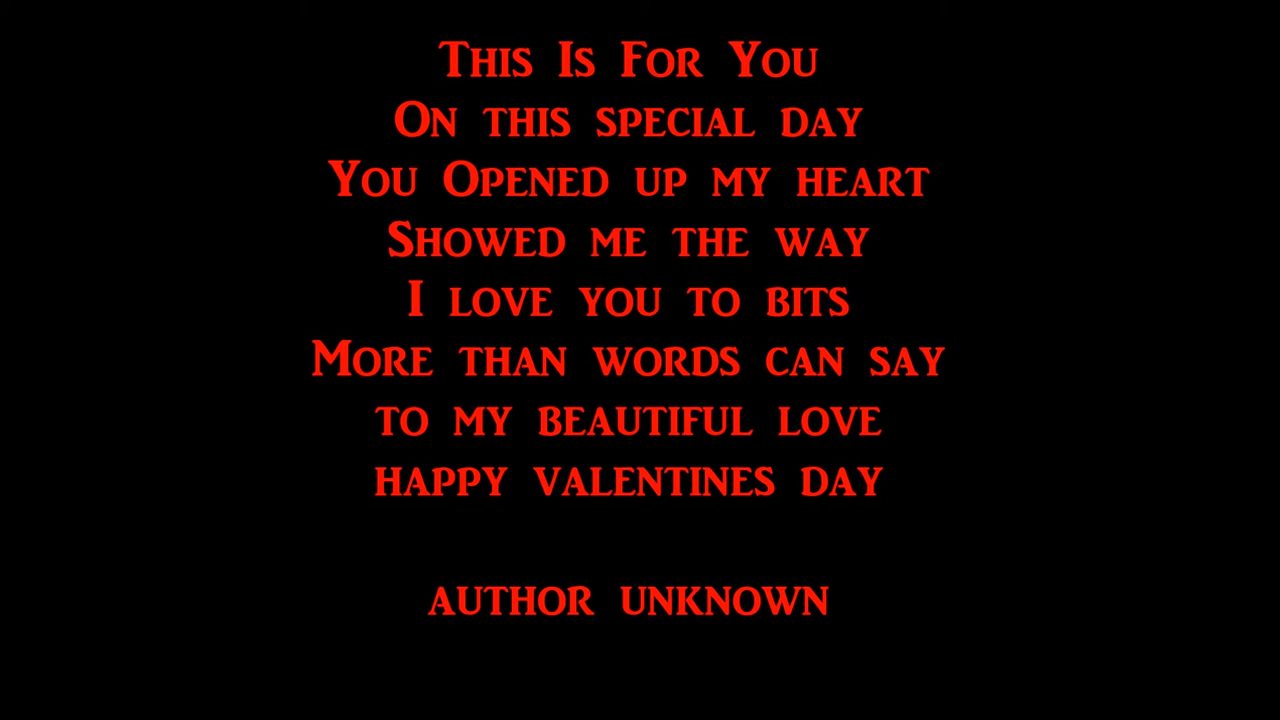 This Is For You
On this special day
You Opened up my heart
Showed me the way
I love you to bits
More than words can say
to my beautiful love
happy valentines day
author unknown